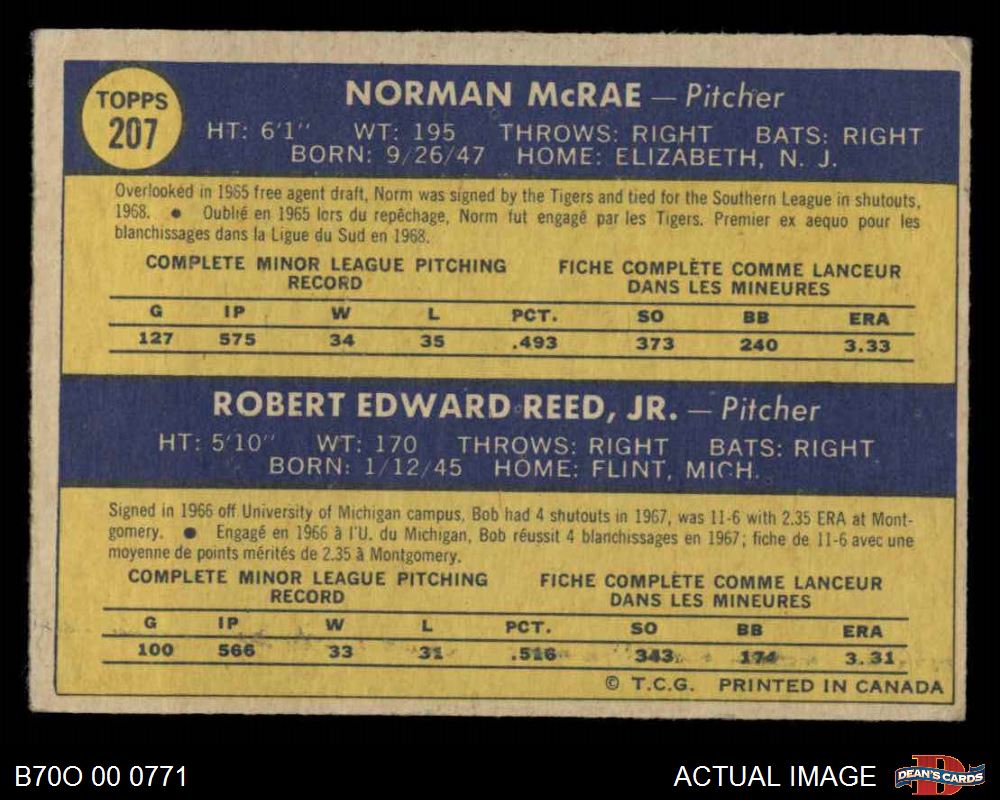 TOPPS
207
NORMAN McRAE — Pitcher
HT: 6'1" WT: 195 THROWS: RIGHT BATS: RIGHT
BORN: 9/26/47 HOME: ELIZABETH, N. J.
Overlooked in 1965 free agent draft, Norm was signed by the Tigers and tied for the Southern League in shutouts,
1968. ● Oublié en 1965 lors du repêchage, Norm fut engagé par les Tigers. Premier ex aequo pour les
blanchissages dans la Ligue du Sud en 1968.
COMPLETE MINOR LEAGUE PITCHING RECORD
FICHE COMPLÈTE COMME LANCEUR DANS LES MINEURES
G IP W L PCT. SO BB ERA
127 575 34 35 .493 373 240 3.33
ROBERT EDWARD REED, JR. — Pitcher
HT: 5'10" WT: 170 THROWS: RIGHT BATS: RIGHT
BORN: 1/12/45 HOME: FLINT, MICH.
Signed in 1966 off University of Michigan campus, Bob had 4 shutouts in 1967, was 11-6 with 2.35 ERA at Mont-
gomery. ● Engagé en 1966 à l'U. du Michigan, Bob réussit 4 blanchissages en 1967; fiche de 11-6 avec une
moyenne de points mérités de 2.35 à Montgomery.
COMPLETE MINOR LEAGUE PITCHING RECORD
FICHE COMPLÈTE COMME LANCEUR DANS LES MINEURES
G IP W L PCT. SO BB ERA
100 566 33 31 .516 343 174 3.31
© T.C.G. PRINTED IN CANADA
B70O 00 0771
ACTUAL IMAGE
DEAN'S CARDS